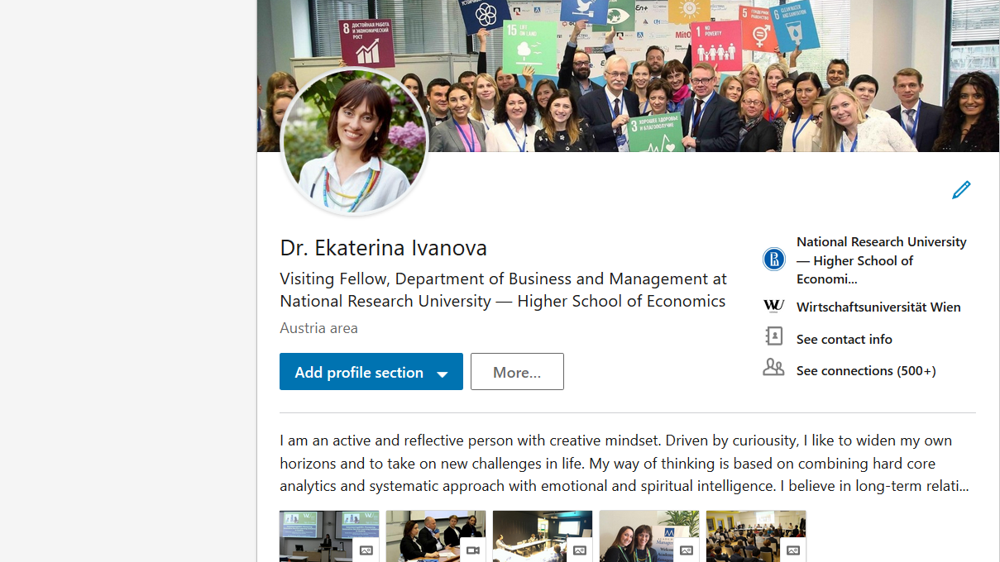 8 ДОСТОЙНАЯ РАБОТА
И ЭКОНОМИЧЕСКИЙ
РОСТ
15 LIFE
ON LAND
1 NO
POVERTY
5 ГЕНДЕРНОЕ
РАВЕНСТВО
6 CLEAN WATER
AND SANITATION
3 ХОРОШЕЕ ЗДОРОВЬЕ
И БЛАГОПОЛУЧИЕ
Dr. Ekaterina Ivanova
Visiting Fellow, Department of Business and Management at
National Research University — Higher School of Economics
Austria area
Add profile section
More...
National Research University
— Higher School of
Economi...
WU
Wirtschaftsuniversität Wien
See contact info
See connections (500+)
I am an active and reflective person with creative mindset. Driven by curiousity, I like to widen my own
horizons and to take on new challenges in life. My way of thinking is based on combining hard core
analytics and systematic approach with emotional and spiritual intelligence. I believe in long-term relati...